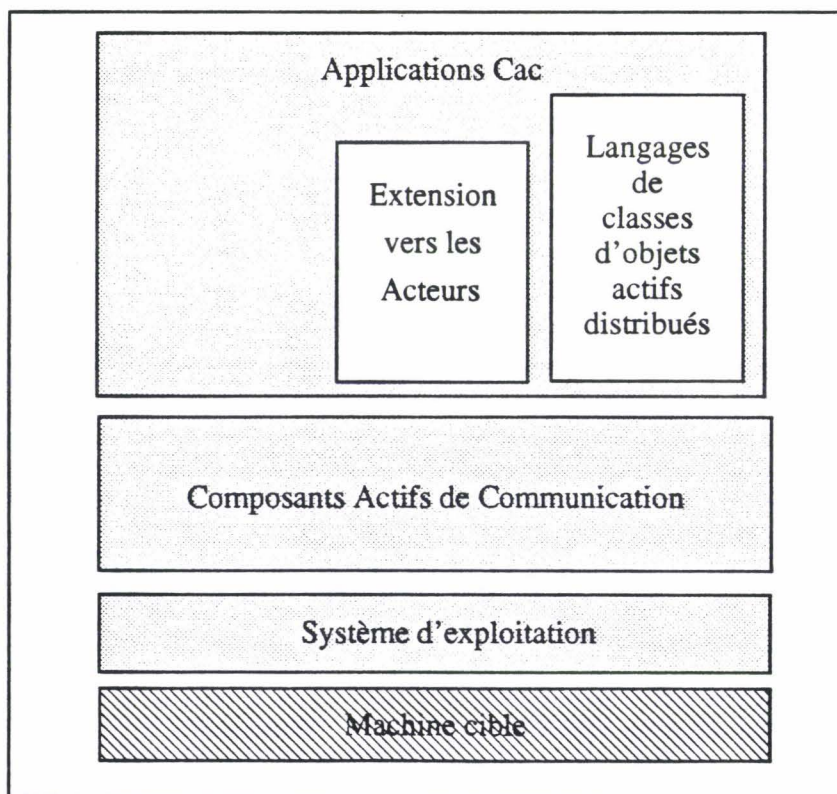 Applications Cac
Extension
vers les
Acteurs
Langages
de
classes
d'objets
actifs
distribués
Composants Actifs de Communication
Système d'exploitation
Machine cible